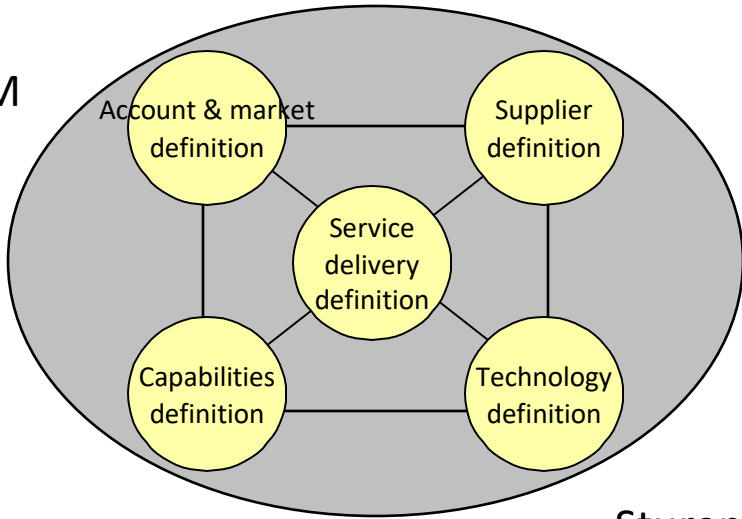 M
Account & market
definition
Supplier
definition
Service
delivery
definition
Capabilities
definition
Technology
definition